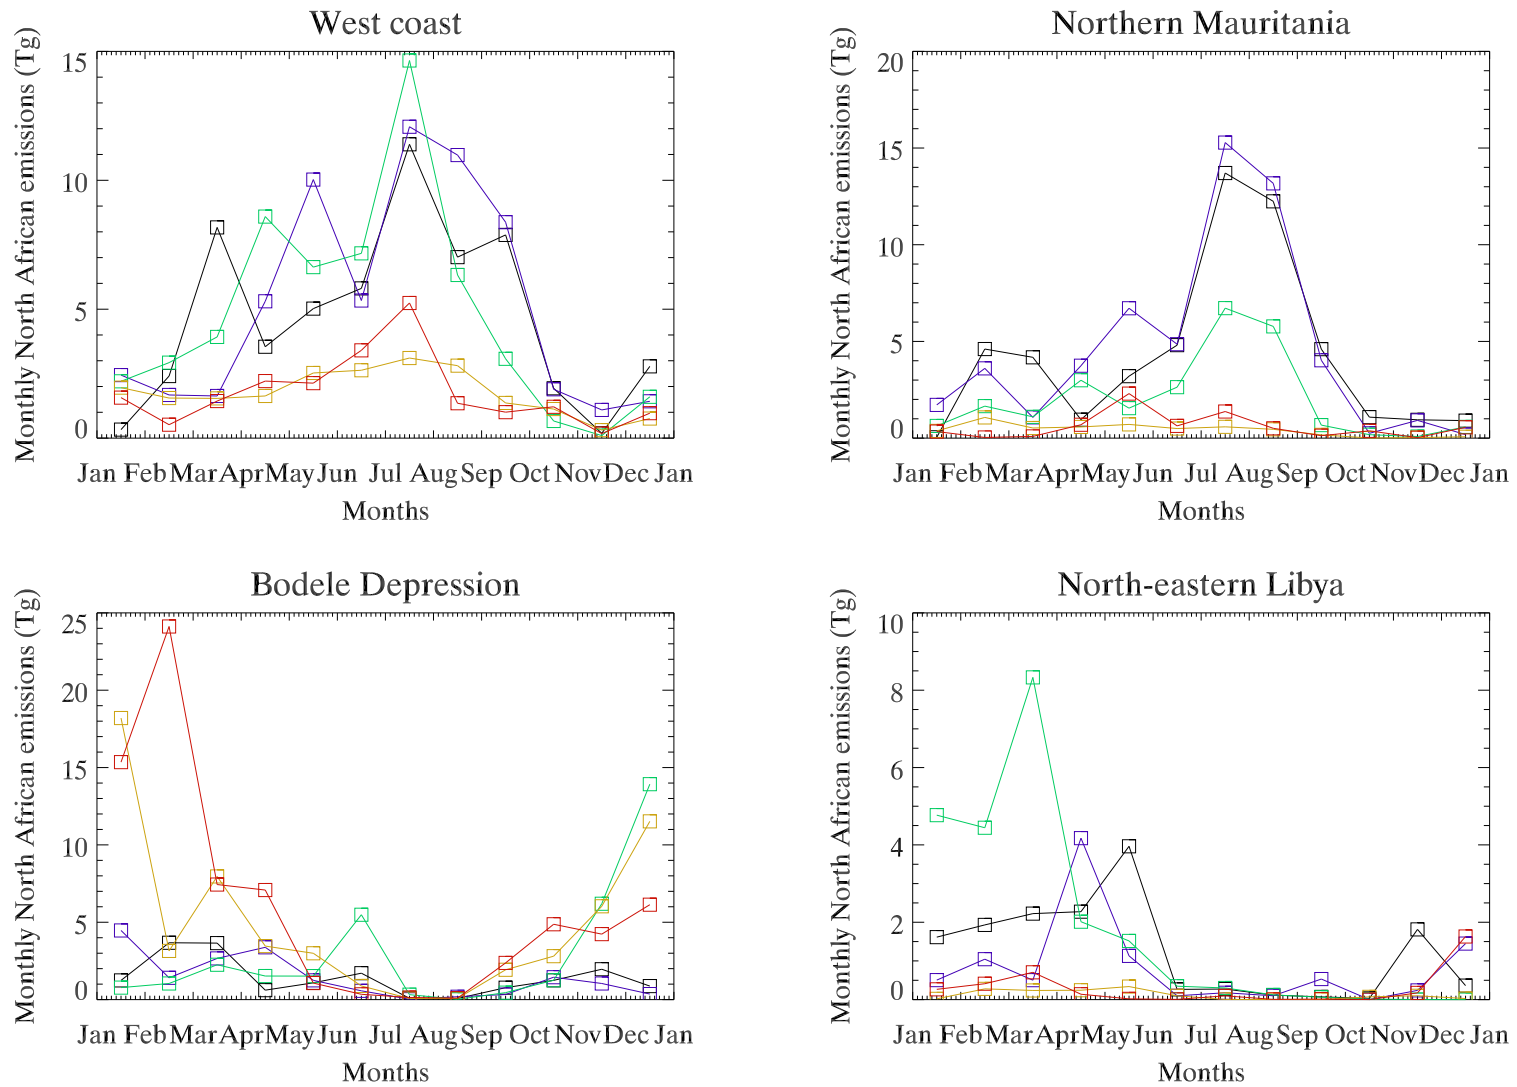 West coast
Monthly North African emissions (Tg)
15
10
5
0
Jan Feb Mar Apr May Jun Jul Aug Sep Oct Nov Dec Jan
Months
Northern Mauritania
Monthly North African emissions (Tg)
20
15
10
5
0
Jan Feb Mar Apr May Jun Jul Aug Sep Oct Nov Dec Jan
Months
Bodele Depression
Monthly North African emissions (Tg)
25
20
15
10
5
0
Jan Feb Mar Apr May Jun Jul Aug Sep Oct Nov Dec Jan
Months
North-eastern Libya
Monthly North African emissions (Tg)
10
8
6
4
2
0
Jan Feb Mar Apr May Jun Jul Aug Sep Oct Nov Dec Jan
Months